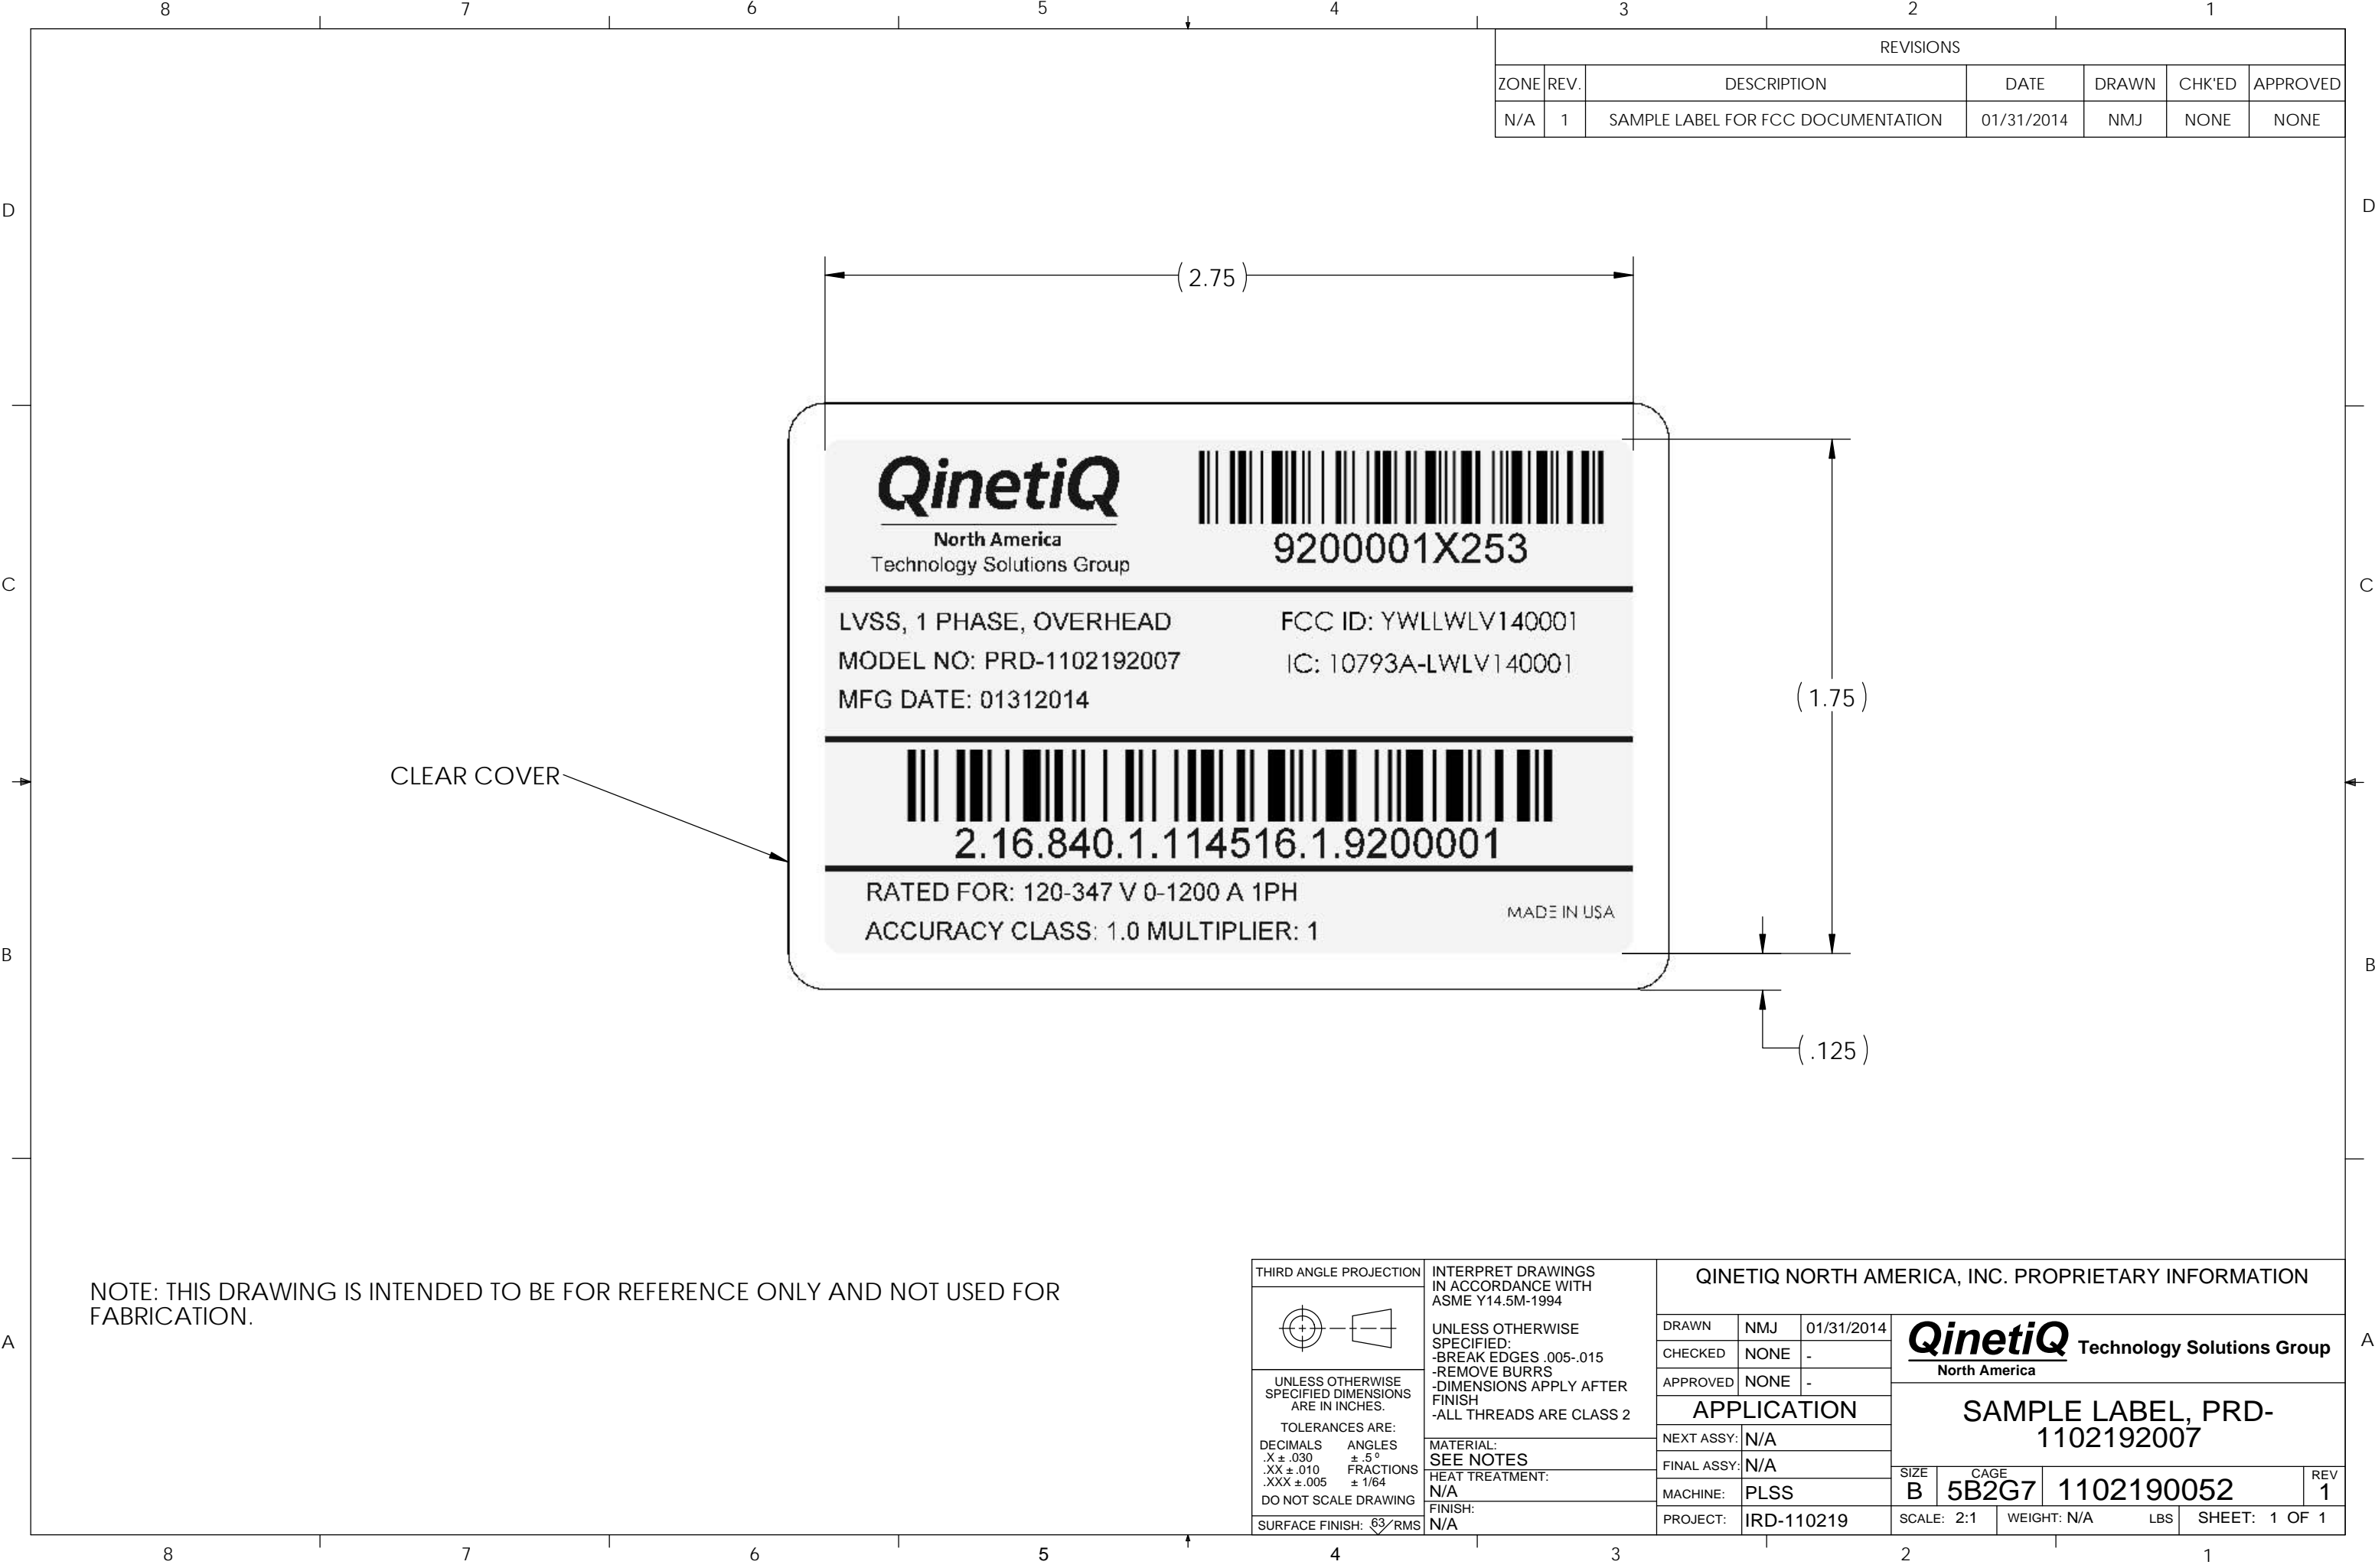 8 7 6 5 4 3 2 1
REVISIONS
ZONE REV. DESCRIPTION DATE DRAWN CHK'ED APPROVED
N/A 1 SAMPLE LABEL FOR FCC DOCUMENTATION 01/31/2014 NMJ NONE NONE
D D
(2.75)
QinetiQ
North America
Technology Solutions Group
9200001X253
C C
LVSS, 1 PHASE, OVERHEAD
MODEL NO: PRD-1102192007
MFG DATE: 01312014
FCC ID: YWLLWLV140001
IC: 10793A-LWLV140001
(1.75)
CLEAR COVER
2.16.840.1.114516.1.9200001
RATED FOR: 120-347 V 0-1200 A 1PH
ACCURACY CLASS: 1.0 MULTIPLIER: 1
MADE IN USA
B B
(.125)
NOTE: THIS DRAWING IS INTENDED TO BE FOR REFERENCE ONLY AND NOT USED FOR
FABRICATION.
A A
THIRD ANGLE PROJECTION
UNLESS OTHERWISE
SPECIFIED DIMENSIONS
ARE IN INCHES.
TOLERANCES ARE:
DECIMALS ANGLES
.X ± .030 ± .5°
.XX ± .010 FRACTIONS
.XXX ± .005 ± 1/64
DO NOT SCALE DRAWING
SURFACE FINISH: 63 RMS
INTERPRET DRAWINGS
IN ACCORDANCE WITH
ASME Y14.5M-1994
UNLESS OTHERWISE
SPECIFIED:
-BREAK EDGES .005-.015
-REMOVE BURRS
-DIMENSIONS APPLY AFTER
FINISH
-ALL THREADS ARE CLASS 2
MATERIAL:
SEE NOTES
HEAT TREATMENT:
N/A
FINISH:
N/A
QINETIQ NORTH AMERICA, INC. PROPRIETARY INFORMATION
DRAWN NMJ 01/31/2014
CHECKED NONE -
APPROVED NONE -
APPLICATION
NEXT ASSY: N/A
FINAL ASSY: N/A
MACHINE: PLSS
PROJECT: IRD-110219
QinetiQ Technology Solutions Group
North America
SAMPLE LABEL, PRD-
1102192007
SIZE CAGE REV
B 5B2G7 1102190052 1
SCALE: 2:1 WEIGHT: N/A LBS SHEET: 1 OF 1
8 7 6 5 4 3 2 1